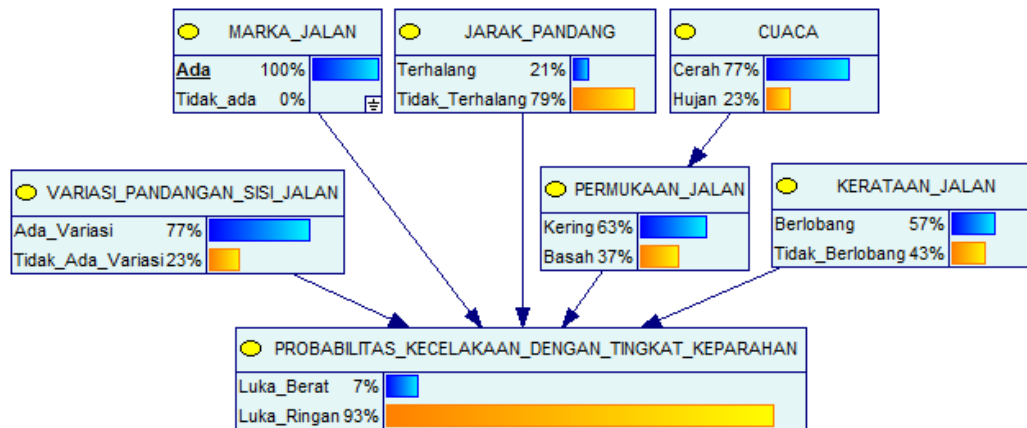 MARKA_JALAN
Ada 100%
Tidak_ada 0%
JARAK_PANDANG
Terhalang 21%
Tidak_Terhalang 79%
CUACA
Cerah 77%
Hujan 23%
VARIASI_PANDANGAN_SISI_JALAN
Ada_Variasi 77%
Tidak_Ada_Variasi 23%
PERMUKAAN_JALAN
Kering 63%
Basah 37%
KERATAAN_JALAN
Berlobang 57%
Tidak_Berlobang 43%
PROBABILITAS_KECELAKAAN_DENGAN_TINGKAT_KEPARAHAN
Luka_Berat 7%
Luka_Ringan 93%